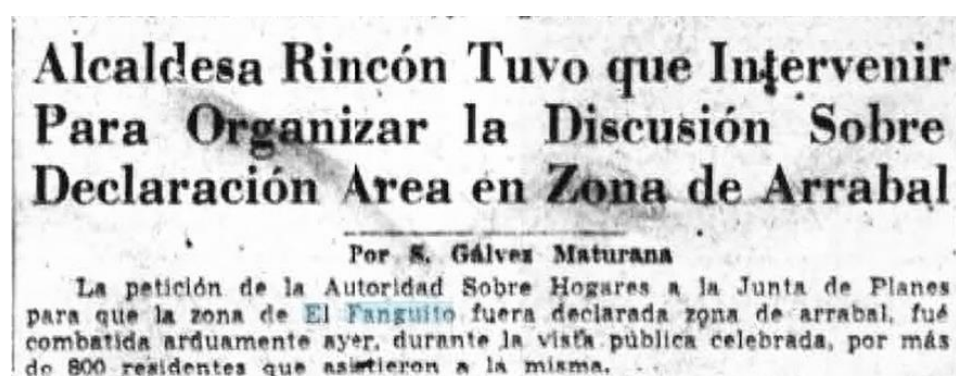 Alcaldesa Rincón Tuvo que Intervenir
Para Organizar la Discusión Sobre
Declaración Area en Zona de Arrabal
Por S. Gálvez Maturana
La petición de la Autoridad Sobre Hogares a la Junta de Planes
para que la zona de El Fanguito fuera declarada zona de arrabal, fué
combatida arduamente ayer, durante la vista pública celebrada, por más
de 800 residentes que asistieron a la misma.